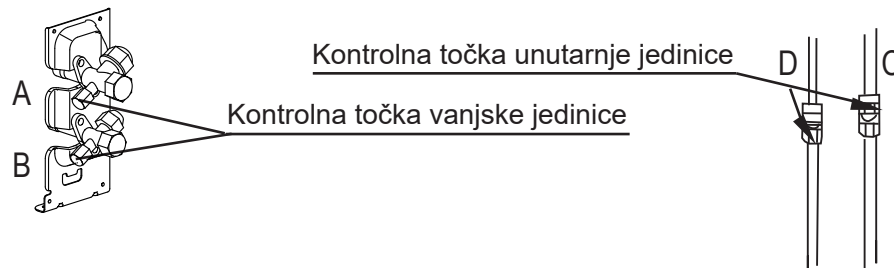 Kontrolna točka unutarnje jedinice
D
C
A
Kontrolna točka vanjske jedinice
B